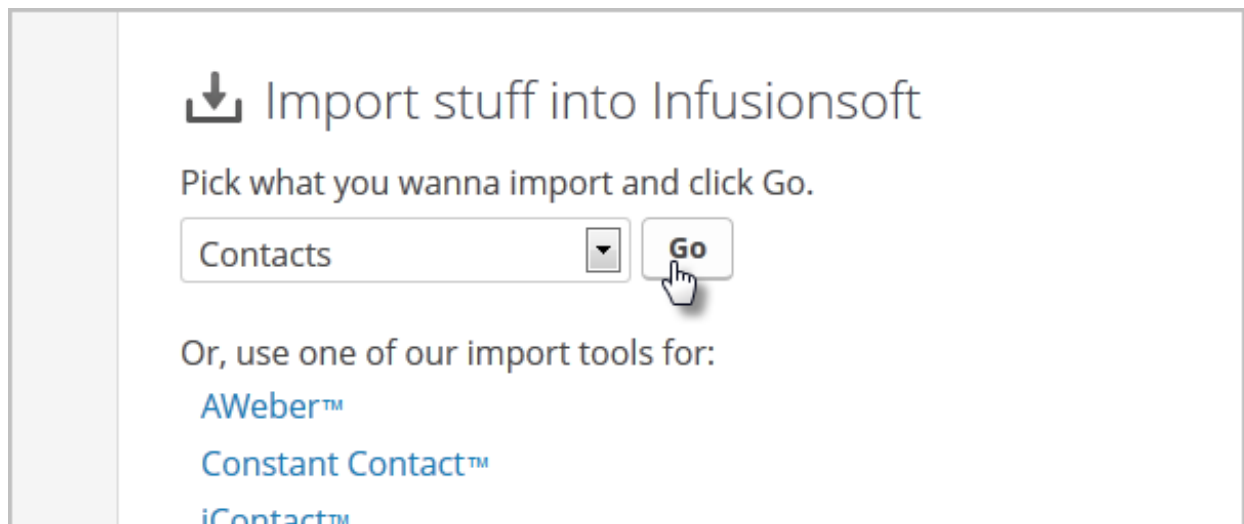 Import stuff into Infusionsoft
Pick what you wanna import and click Go.
Contacts
Go
Or, use one of our import tools for:
AWeber™
Constant Contact™
iContact™